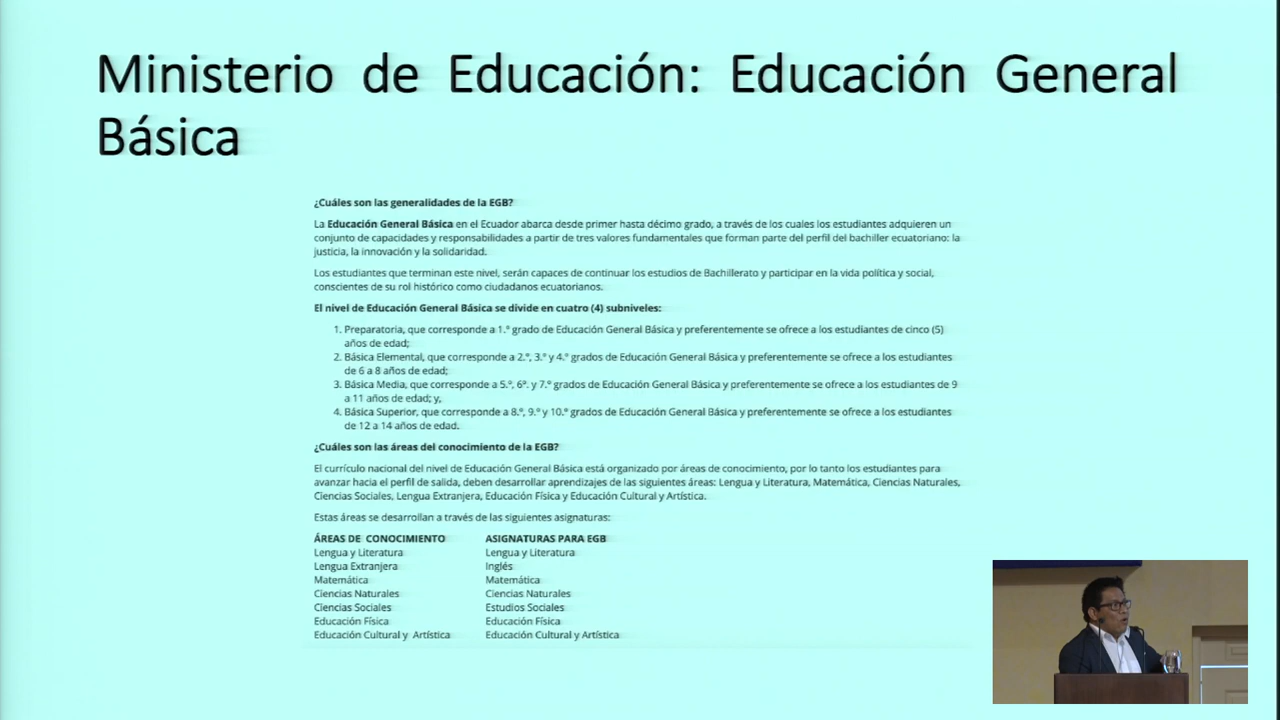 Ministerio de Educación: Educación General
Básica
¿Cuáles son las generalidades de la EGB?
La Educación General Básica en el Ecuador abarca desde primer hasta décimo grado, a través de los cuales los estudiantes adquieren un
conjunto de capacidades y responsabilidades a partir de tres valores fundamentales que forman parte del perfil del bachiller ecuatoriano: la
justicia, la innovación y la solidaridad.
Los estudiantes que terminan este nivel, serán capaces de continuar los estudios de Bachillerato y participar en la vida política y social,
conscientes de su rol histórico como ciudadanos ecuatorianos.
El nivel de Educación General Básica se divide en cuatro (4) subniveles:
1. Preparatoria, que corresponde a 1.º grado de Educación General Básica y preferentemente se ofrece a los estudiantes de cinco (5)
años de edad;
2. Básica Elemental, que corresponde a 2.º, 3.º y 4.º grados de Educación General Básica y preferentemente se ofrece a los estudiantes
de 6 a 8 años de edad;
3. Básica Media, que corresponde a 5.º, 6º. y 7.º grados de Educación General Básica y preferentemente se ofrece a los estudiantes de 9
a 11 años de edad; y,
4. Básica Superior, que corresponde a 8.º, 9.º y 10.º grados de Educación General Básica y preferentemente se ofrece a los estudiantes
de 12 a 14 años de edad.
¿Cuáles son las áreas del conocimiento de la EGB?
El currículo nacional del nivel de Educación General Básica está organizado por áreas de conocimiento, por lo tanto los estudiantes para
avanzar hacia el perfil de salida, deben desarrollar aprendizajes de las siguientes áreas: Lengua y Literatura, Matemática, Ciencias Naturales,
Ciencias Sociales, Lengua Extranjera, Educación Física y Educación Cultural y Artística.
Estas áreas se desarrollan a través de las siguientes asignaturas:
ÁREAS DE CONOCIMIENTO ASIGNATURAS PARA EGB
Lengua y Literatura Lengua y Literatura
Lengua Extranjera Inglés
Matemática Matemática
Ciencias Naturales Ciencias Naturales
Ciencias Sociales Estudios Sociales
Educación Física Educación Física
Educación Cultural y Artística Educación Cultural y Artística